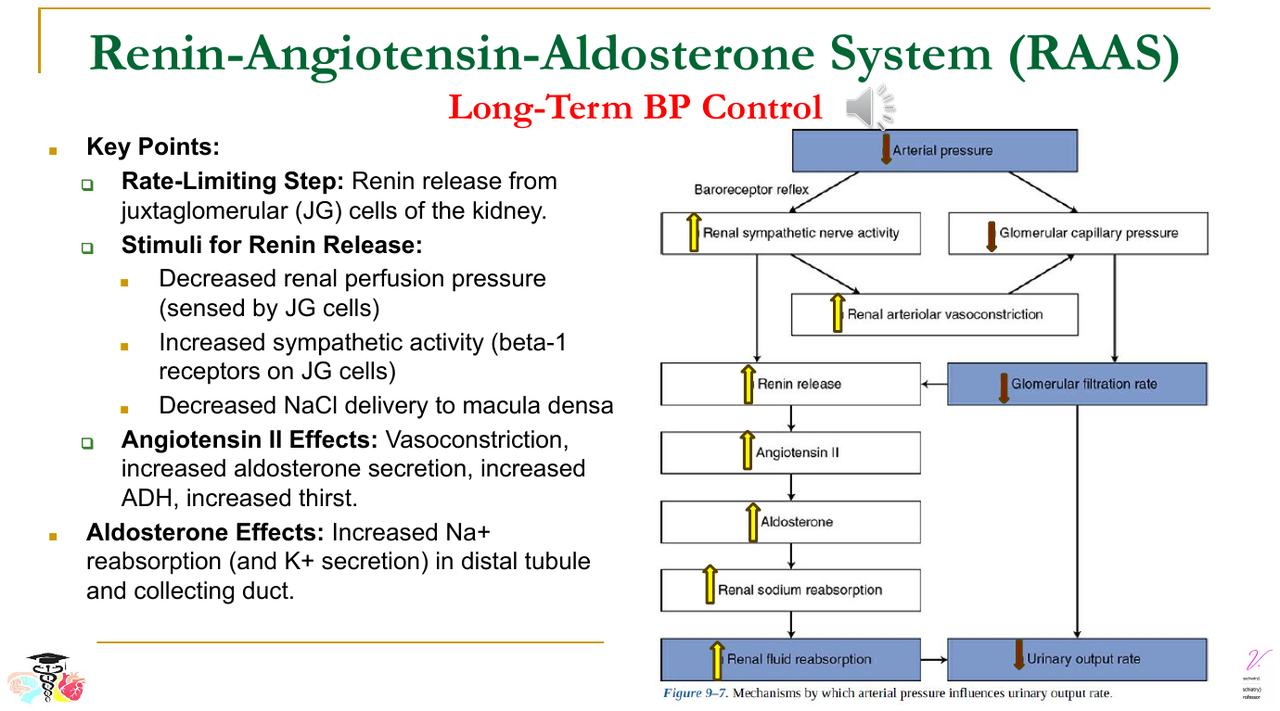 Renin-Angiotensin-Aldosterone System (RAAS)
Long-Term BP Control
Key Points:
Rate-Limiting Step: Renin release from
juxtaglomerular (JG) cells of the kidney.
Stimuli for Renin Release:
Decreased renal perfusion pressure
(sensed by JG cells)
Increased sympathetic activity (beta-1
receptors on JG cells)
Decreased NaCl delivery to macula densa
Angiotensin II Effects: Vasoconstriction,
increased aldosterone secretion, increased
ADH, increased thirst.
Aldosterone Effects: Increased Na+
reabsorption (and K+ secretion) in distal tubule
and collecting duct.
Arterial pressure
Baroreceptor reflex
Renal sympathetic nerve activity
Glomerular capillary pressure
Renal arteriolar vasoconstriction
Renin release
Glomerular filtration rate
Angiotensin II
Aldosterone
Renal sodium reabsorption
Renal fluid reabsorption
Urinary output rate
Figure 9–7. Mechanisms by which arterial pressure influences urinary output rate.